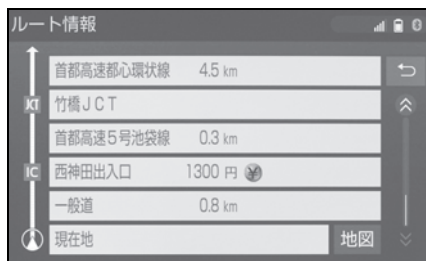 ルート情報
首都高速都心環状線 4.5 km
JCT 竹橋JCT
首都高速5号池袋線 0.3 km
IC 西神田出入口 1300 円 ¥
一般道 0.8 km
現在地 地図